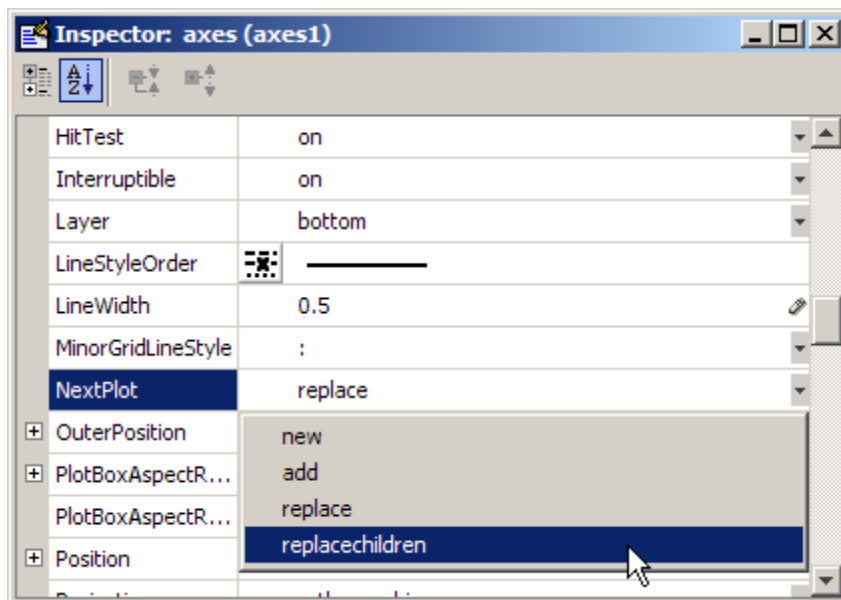 Inspector: axes (axes1)
HitTest on
Interruptible on
Layer bottom
LineStyleOrder
LineWidth 0.5
MinorGridLineStyle :
NextPlot replace
OuterPosition
new
PlotBoxAspectR...
add
replace
PlotBoxAspectR...
replacechildren
Position